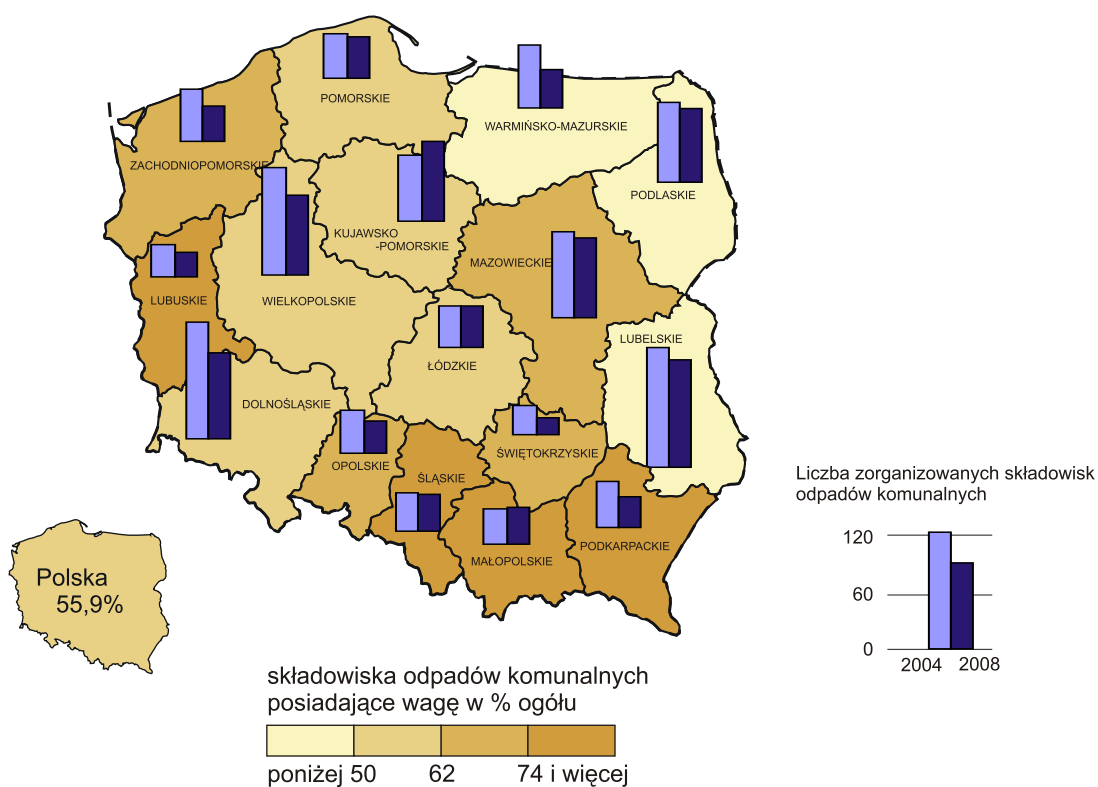 POMORSKIE
WARMIŃSKO-MAZURSKIE
ZACHODNIOPOMORSKIE
PODLASKIE
KUJAWSKO
-POMORSKIE
MAZOWIECKIE
LUBUSKIE
WIELKOPOLSKIE
LUBELSKIE
ŁÓDZKIE
DOLNOŚLĄSKIE
ŚWIĘTOKRZYSKIE
OPOLSKIE
ŚLĄSKIE
PODKARPACKIE
MAŁOPOLSKIE
Liczba zorganizowanych składowisk
odpadów komunalnych
120
60
0
2004 2008
Polska
55,9%
składowiska odpadów komunalnych
posiadające wagę w % ogółu
poniżej 50 62 74 i więcej